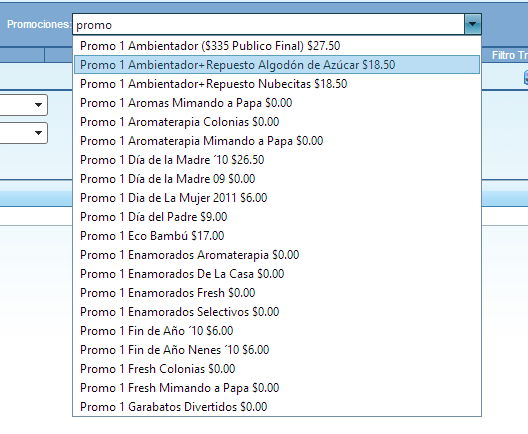 Promociones: promo
Promo 1 Ambientador ($335 Publico Final) $27.50
Filtro Tr
Promo 1 Ambientador+Repuesto Algodón de Azúcar $18.50
Promo 1 Ambientador+Repuesto Nubecitas $18.50
Promo 1 Aromas Mimando a Papa $0.00
Promo 1 Aromaterapia Colonias $0.00
Promo 1 Aromaterapia Mimando a Papa $0.00
Promo 1 Día de la Madre ´10 $26.50
Promo 1 Día de la Madre 09 $0.00
Promo 1 Dia de La Mujer 2011 $6.00
Promo 1 Día del Padre $9.00
Promo 1 Eco Bambú $17.00
Promo 1 Enamorados Aromaterapia $0.00
Promo 1 Enamorados De La Casa $0.00
Promo 1 Enamorados Fresh $0.00
Promo 1 Enamorados Selectivos $0.00
Promo 1 Fin de Año ´10 $6.00
Promo 1 Fin de Año Nenes ´10 $6.00
Promo 1 Fresh Colonias $0.00
Promo 1 Fresh Mimando a Papa $0.00
Promo 1 Garabatos Divertidos $0.00